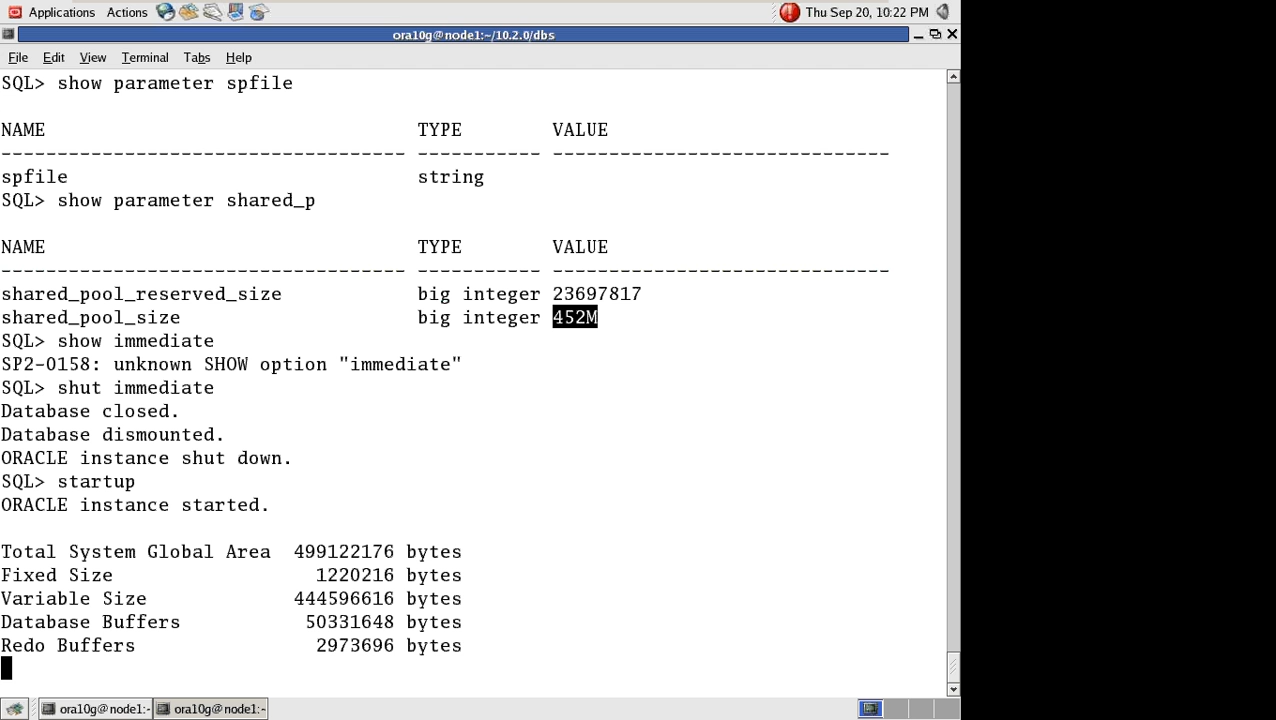 Applications Actions Thu Sep 20, 10:22 PM
ora10g@node1:~/10.2.0/dbs
File Edit View Terminal Tabs Help
SQL> show parameter spfile
NAME TYPE VALUE
------------------------------------ ----------- ------------------------------
spfile string
SQL> show parameter shared_p
NAME TYPE VALUE
------------------------------------ ----------- ------------------------------
shared_pool_reserved_size big integer 23697817
shared_pool_size big integer 452M
SQL> show immediate
SP2-0158: unknown SHOW option "immediate"
SQL> shut immediate
Database closed.
Database dismounted.
ORACLE instance shut down.
SQL> startup
ORACLE instance started.
Total System Global Area 499122176 bytes
Fixed Size 1220216 bytes
Variable Size 444596616 bytes
Database Buffers 50331648 bytes
Redo Buffers 2973696 bytes
ora10g@node1:- ora10g@node1:-